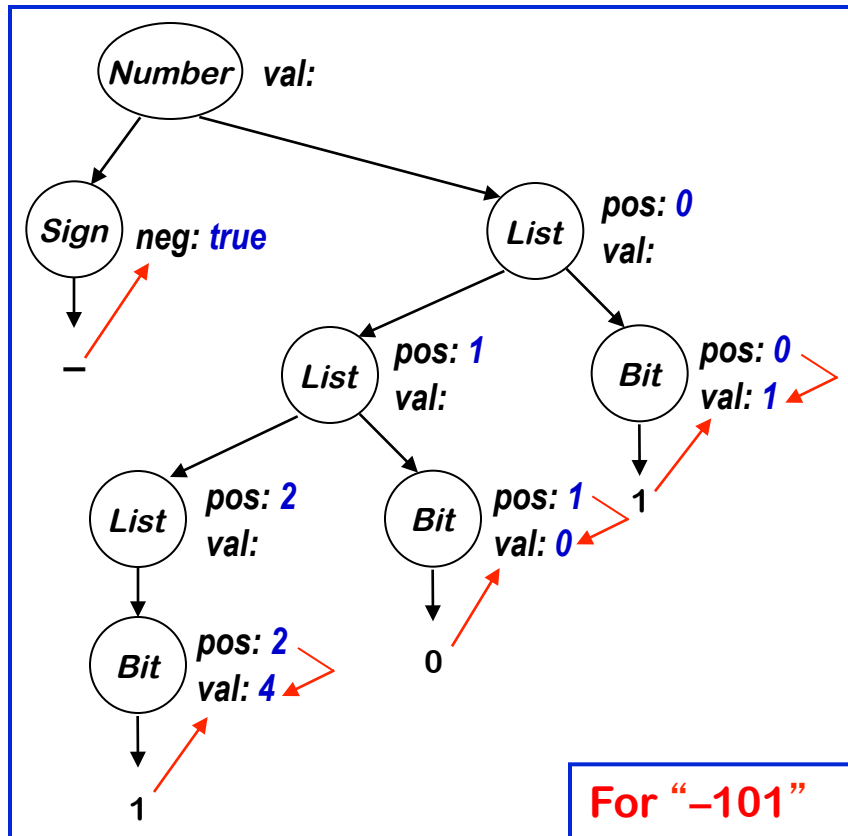 Number val:
Sign neg: true
List pos: 0
val:
–
List pos: 1
val:
Bit pos: 0
val: 1
List pos: 2
val:
Bit pos: 1
val: 0
1
Bit pos: 2
val: 4
0
1
For “–101”